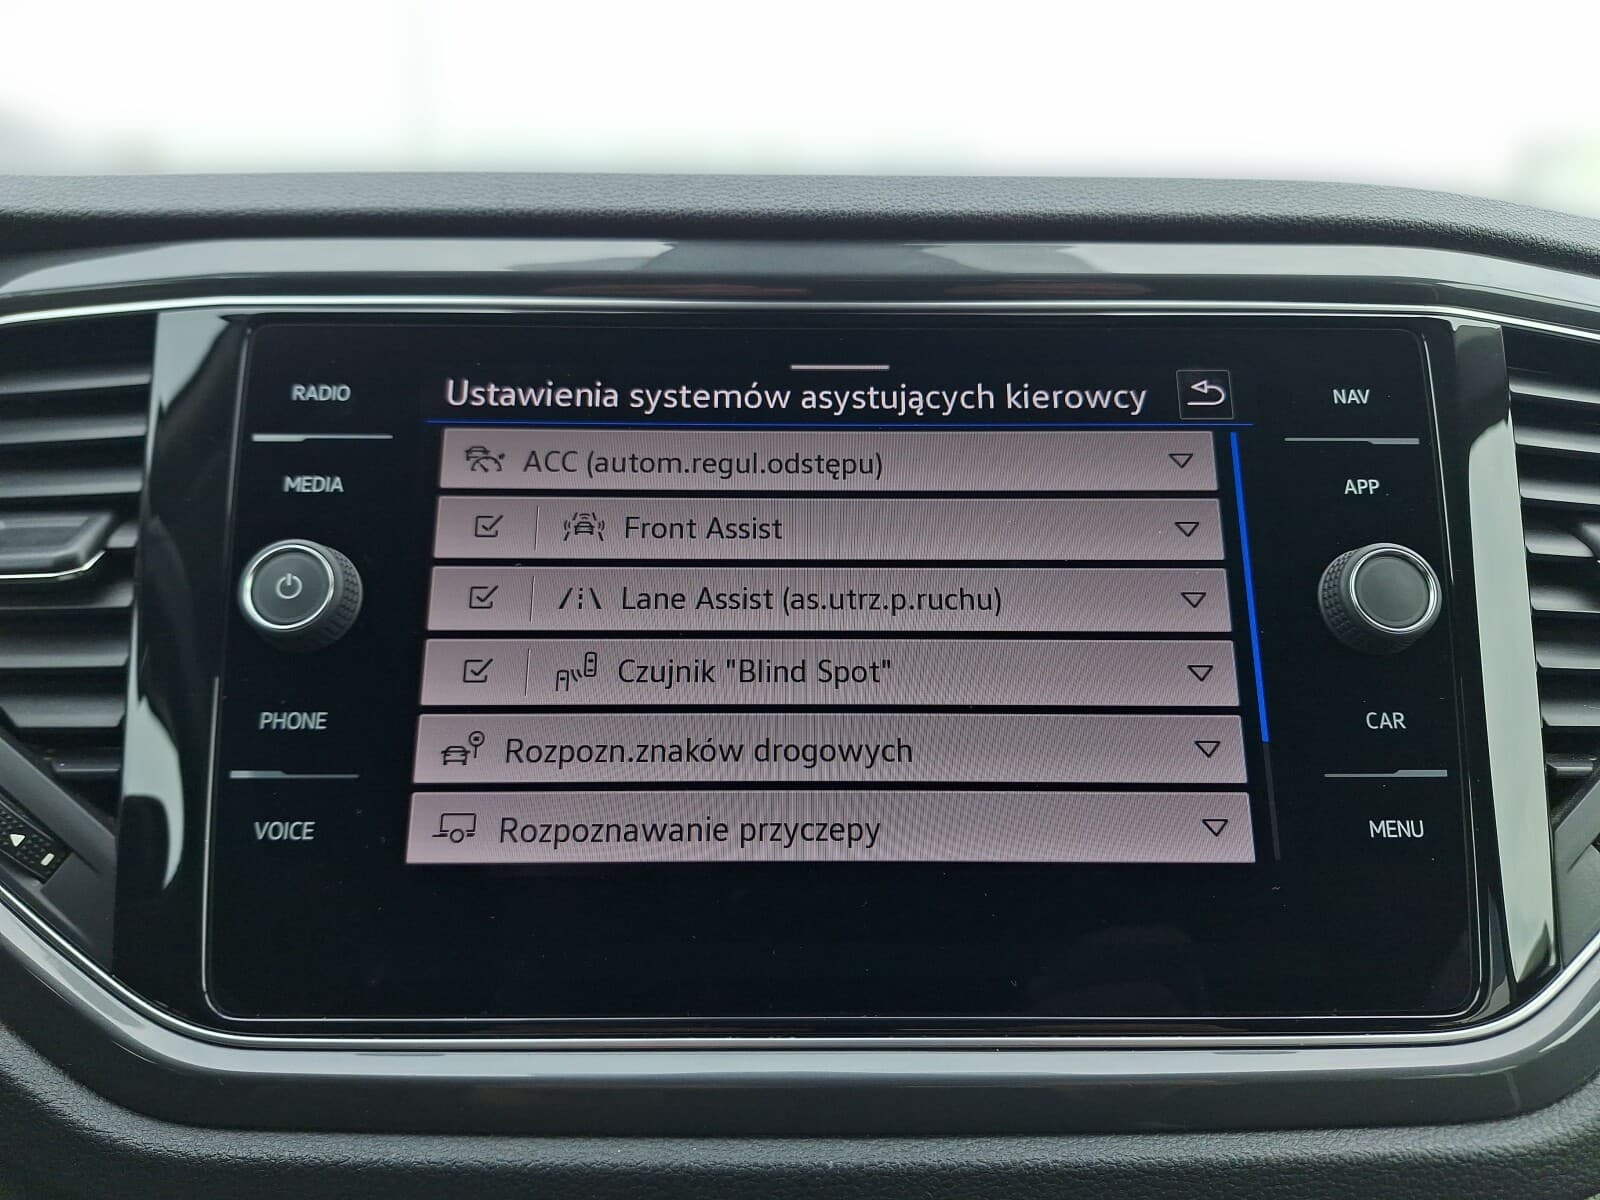 Ustawienia systemów asystujących kierowcy
ACC (autom.regul.odstępu)
Front Assist
Lane Assist (as.utrz.p.ruchu)
Czujnik "Blind Spot"
Rozpozn.znaków drogowych
Rozpoznawanie przyczepy
RADIO
MEDIA
PHONE
VOICE
NAV
APP
CAR
MENU